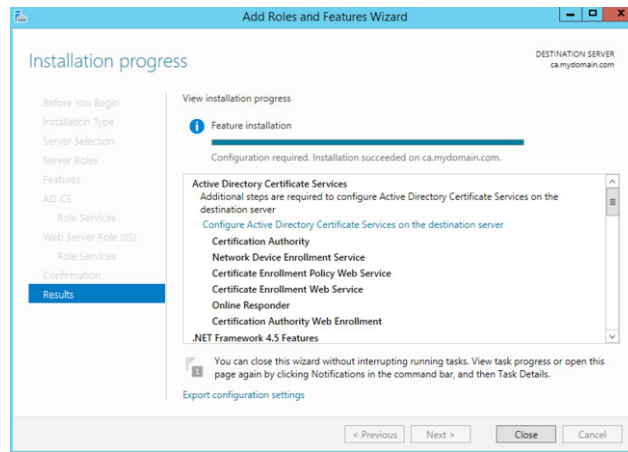 Add Roles and Features Wizard
Installation progress
DESTINATION SERVER
ca.mydomain.com
Before You Begin
Installation Type
Server Selection
Server Roles
Features
AD CS
Role Services
Web Server Role (IIS)
Role Services
Confirmation
Results
View installation progress
Feature installation
Configuration required. Installation succeeded on ca.mydomain.com.
Active Directory Certificate Services
Additional steps are required to configure Active Directory Certificate Services on the
destination server
Configure Active Directory Certificate Services on the destination server
Certification Authority
Network Device Enrollment Service
Certificate Enrollment Policy Web Service
Certificate Enrollment Web Service
Online Responder
Certification Authority Web Enrollment
.NET Framework 4.5 Features
1
You can close this wizard without interrupting running tasks. View task progress or open this
page again by clicking Notifications in the command bar, and then Task Details.
Export configuration settings
< Previous
Next >
Close
Cancel